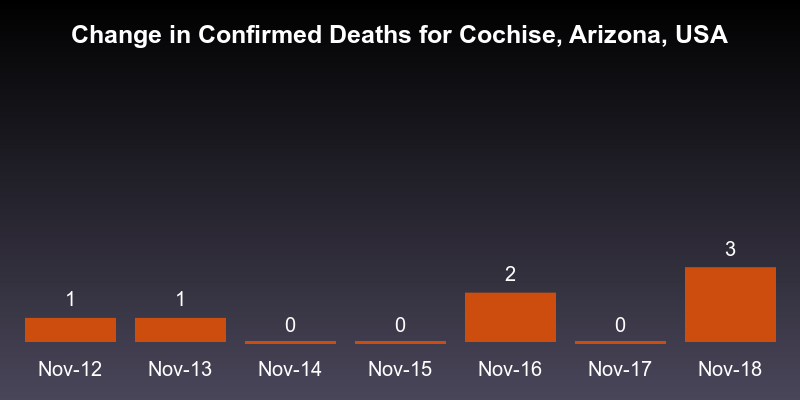 Change in Confirmed Deaths for Cochise, Arizona, USA
1 1 0 0 2 0 3
Nov-12 Nov-13 Nov-14 Nov-15 Nov-16 Nov-17 Nov-18